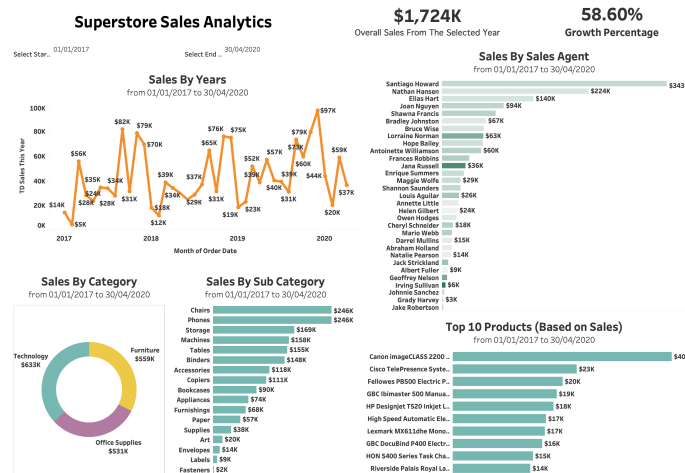 Superstore Sales Analytics
$1,724K
Overall Sales From The Selected Year
58.60%
Growth Percentage
Select Star.. 01/01/2017
Select End .. 30/04/2020
Sales By Years
from 01/01/2017 to 30/04/2020
TD Sales This Year
100K
80K
60K
40K
20K
0K
$14K
$5K
$56K
$28K
$35K
$24K
$34K
$28K
$82K
$31K
$79K
$70K
$18K
$12K
$39K
$34K
$29K
$37K
$65K
$31K
$76K
$75K
$19K
$23K
$52K
$39K
$57K
$40K
$39K
$31K
$79K
$73K
$60K
$97K
$44K
$20K
$59K
$37K
2017
2018
2019
2020
Month of Order Date
Sales By Sales Agent
from 01/01/2017 to 30/04/2020
Santiago Howard $343
Nathan Hansen $224K
Elias Hart $140K
Joan Nguyen $94K
Shawna Francis
Bradley Johnston $67K
Bruce Wise
Lorraine Norman $63K
Hope Bailey
Antoinette Williamson $60K
Frances Robbins
Jana Russell $36K
Enrique Summers
Maggie Wolfe $29K
Shannon Saunders
Louis Aguilar $26K
Annette Little
Helen Gilbert $24K
Owen Hodges
Cheryl Schneider $18K
Mario Webb
Darrel Mullins $15K
Abraham Holland
Natalie Pearson $14K
Jack Strickland
Albert Fuller $9K
Geoffrey Nelson
Irving Sullivan $6K
Johnnie Sanchez
Grady Harvey $3K
Jake Robertson
Sales By Category
from 01/01/2017 to 30/04/2020
Technology
$633K
Furniture
$559K
Office Supplies
$531K
Sales By Sub Category
from 01/01/2017 to 30/04/2020
Chairs $246K
Phones $246K
Storage $169K
Machines $158K
Tables $155K
Binders $148K
Accessories $118K
Copiers $111K
Bookcases $90K
Appliances $74K
Furnishings $68K
Paper $57K
Supplies $38K
Art $20K
Envelopes $14K
Labels $9K
Fasteners $2K
Top 10 Products (Based on Sales)
from 01/01/2017 to 30/04/2020
Canon imageCLASS 2200 .. $40
Cisco TelePresence Syste.. $23K
Fellowes PB500 Electric P.. $20K
GBC Ibimaster 500 Manua.. $19K
HP Designjet T520 Inkjet L.. $18K
High Speed Automatic Ele.. $17K
Lexmark MX611dhe Mono.. $17K
GBC DocuBind P400 Electr.. $16K
HON 5400 Series Task Cha.. $15K
Riverside Palais Royal La.. $14K